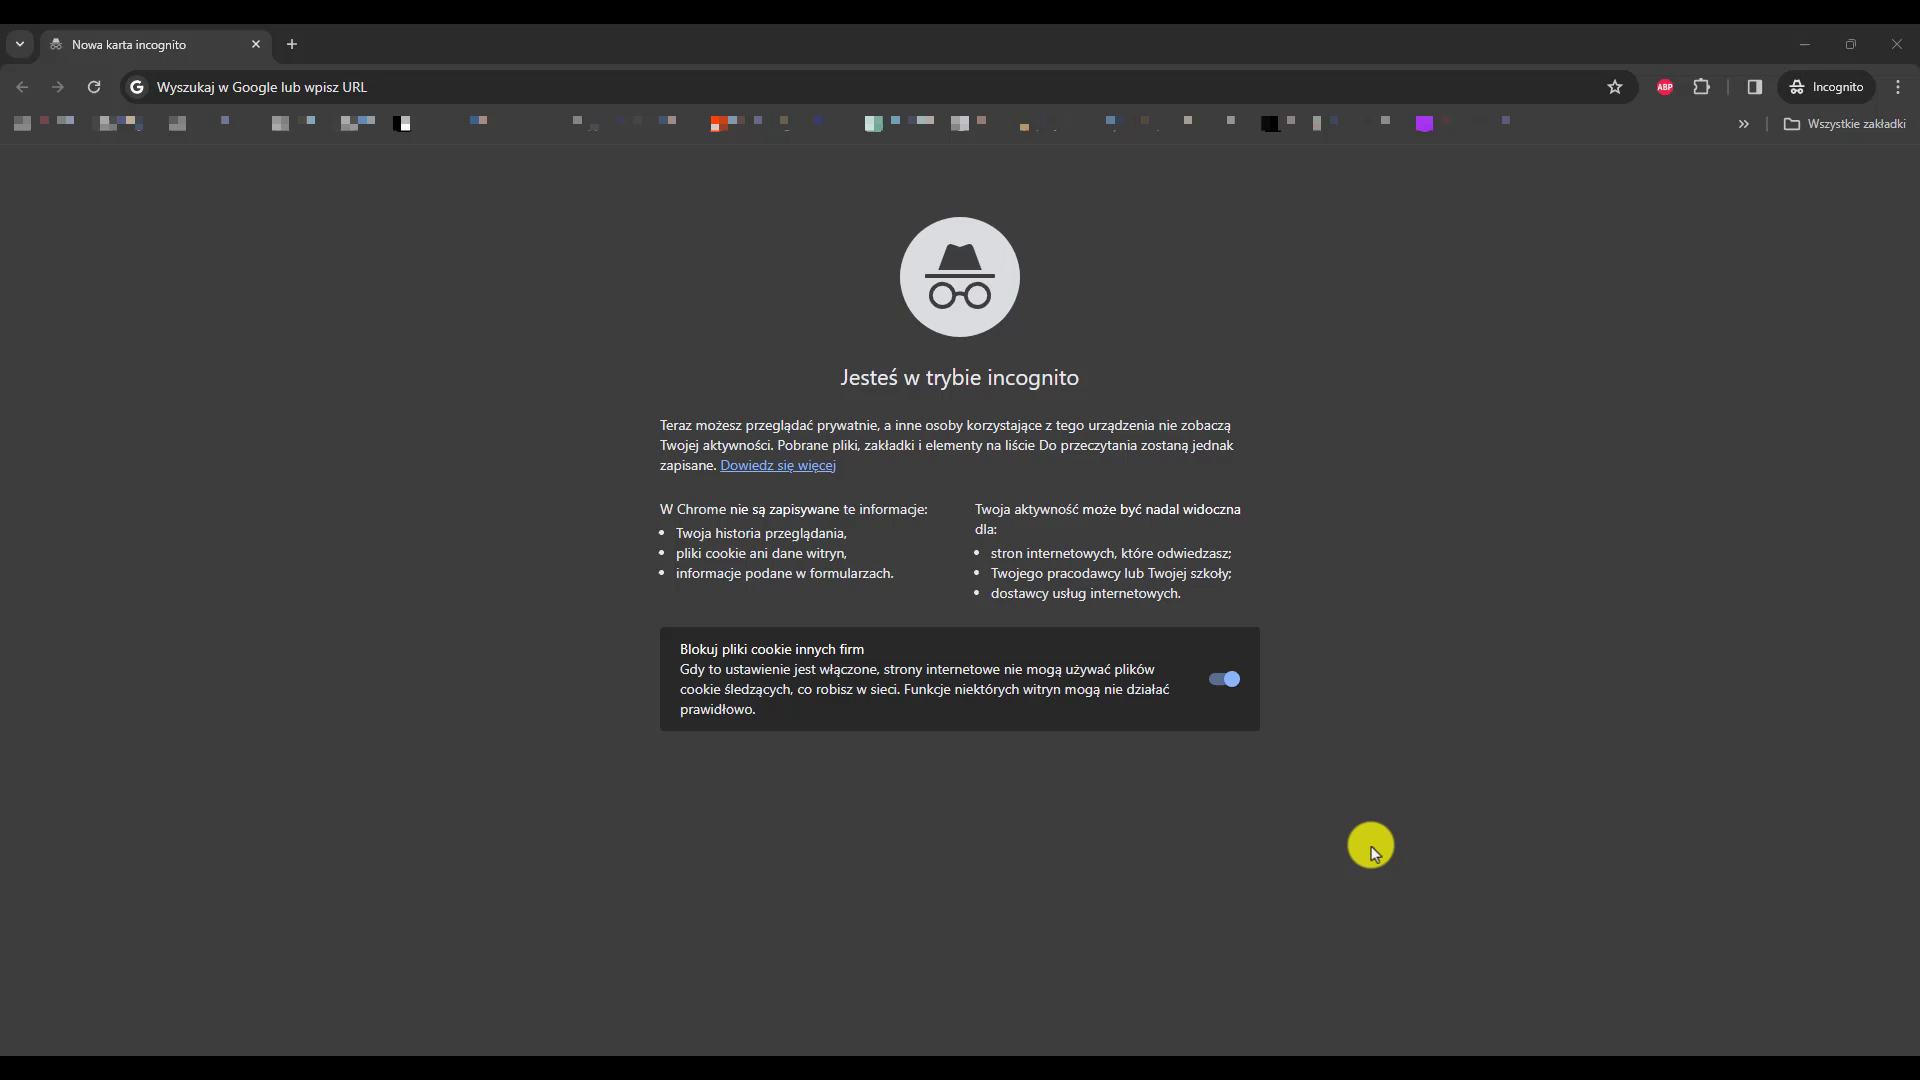 Nowa karta incognito
Wyszukaj w Google lub wpisz URL
ABP
Incognito
Wszystkie zakładki
Jesteś w trybie incognito
Teraz możesz przeglądać prywatnie, a inne osoby korzystające z tego urządzenia nie zobaczą
Twojej aktywności. Pobrane pliki, zakładki i elementy na liście Do przeczytania zostaną jednak
zapisane. Dowiedz się więcej
W Chrome nie są zapisywane te informacje:
• Twoja historia przeglądania,
• pliki cookie ani dane witryn,
• informacje podane w formularzach.
Twoja aktywność może być nadal widoczna
dla:
• stron internetowych, które odwiedzasz;
• Twojego pracodawcy lub Twojej szkoły;
• dostawcy usług internetowych.
Blokuj pliki cookie innych firm
Gdy to ustawienie jest włączone, strony internetowe nie mogą używać plików
cookie śledzących, co robisz w sieci. Funkcje niektórych witryn mogą nie działać
prawidłowo.